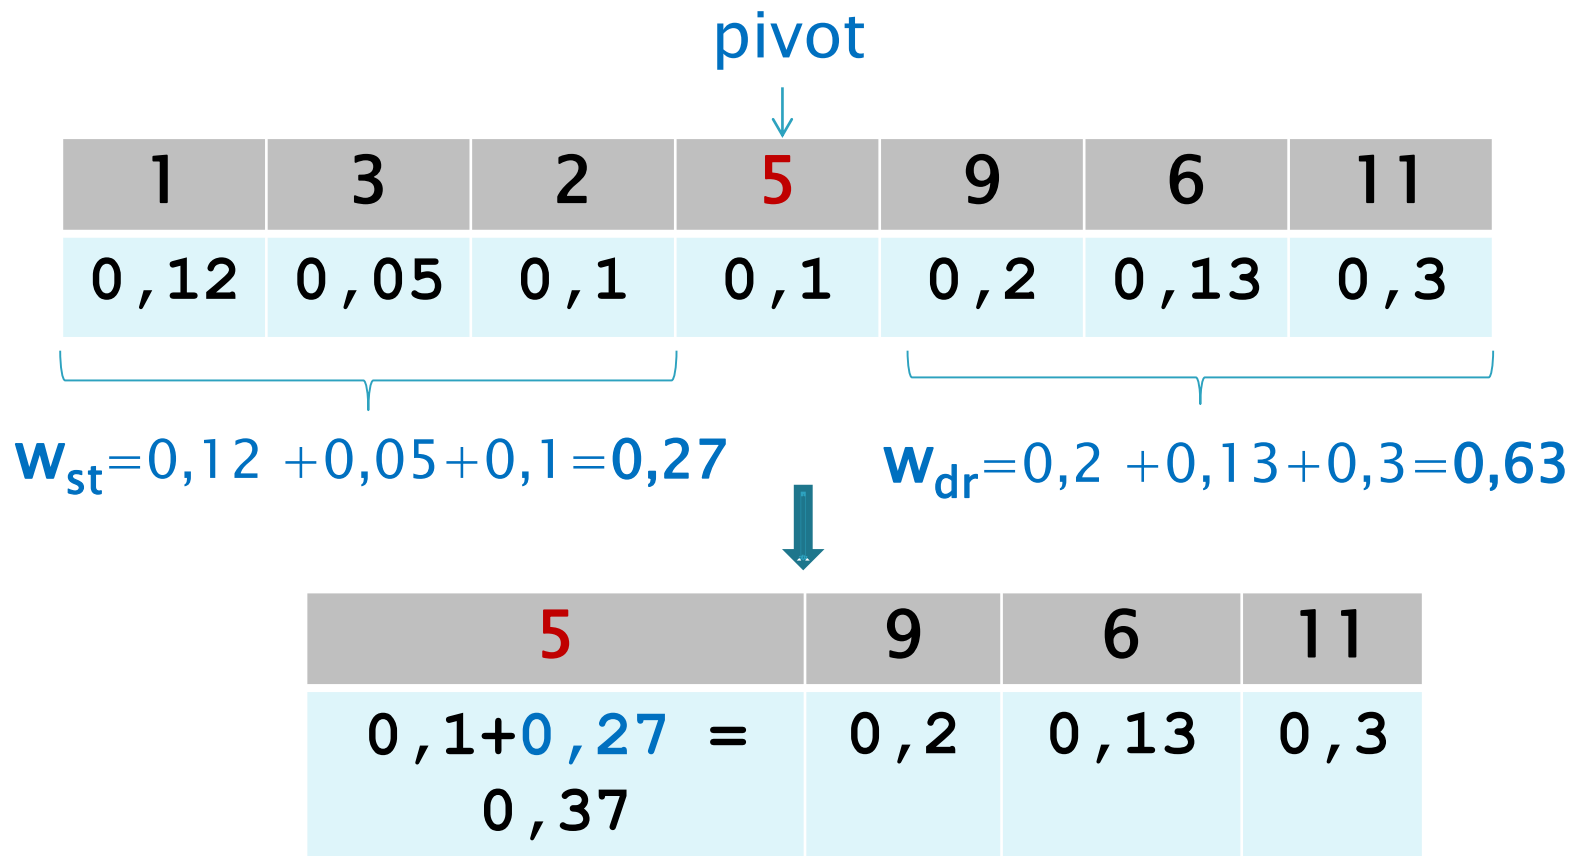 pivot
1 3 2 5 9 6 11
0,12 0,05 0,1 0,1 0,2 0,13 0,3
wst=0,12 +0,05+0,1=0,27 wdr=0,2 +0,13+0,3=0,63
5 9 6 11
0,1+0,27 = 0,2 0,13 0,3
0,37